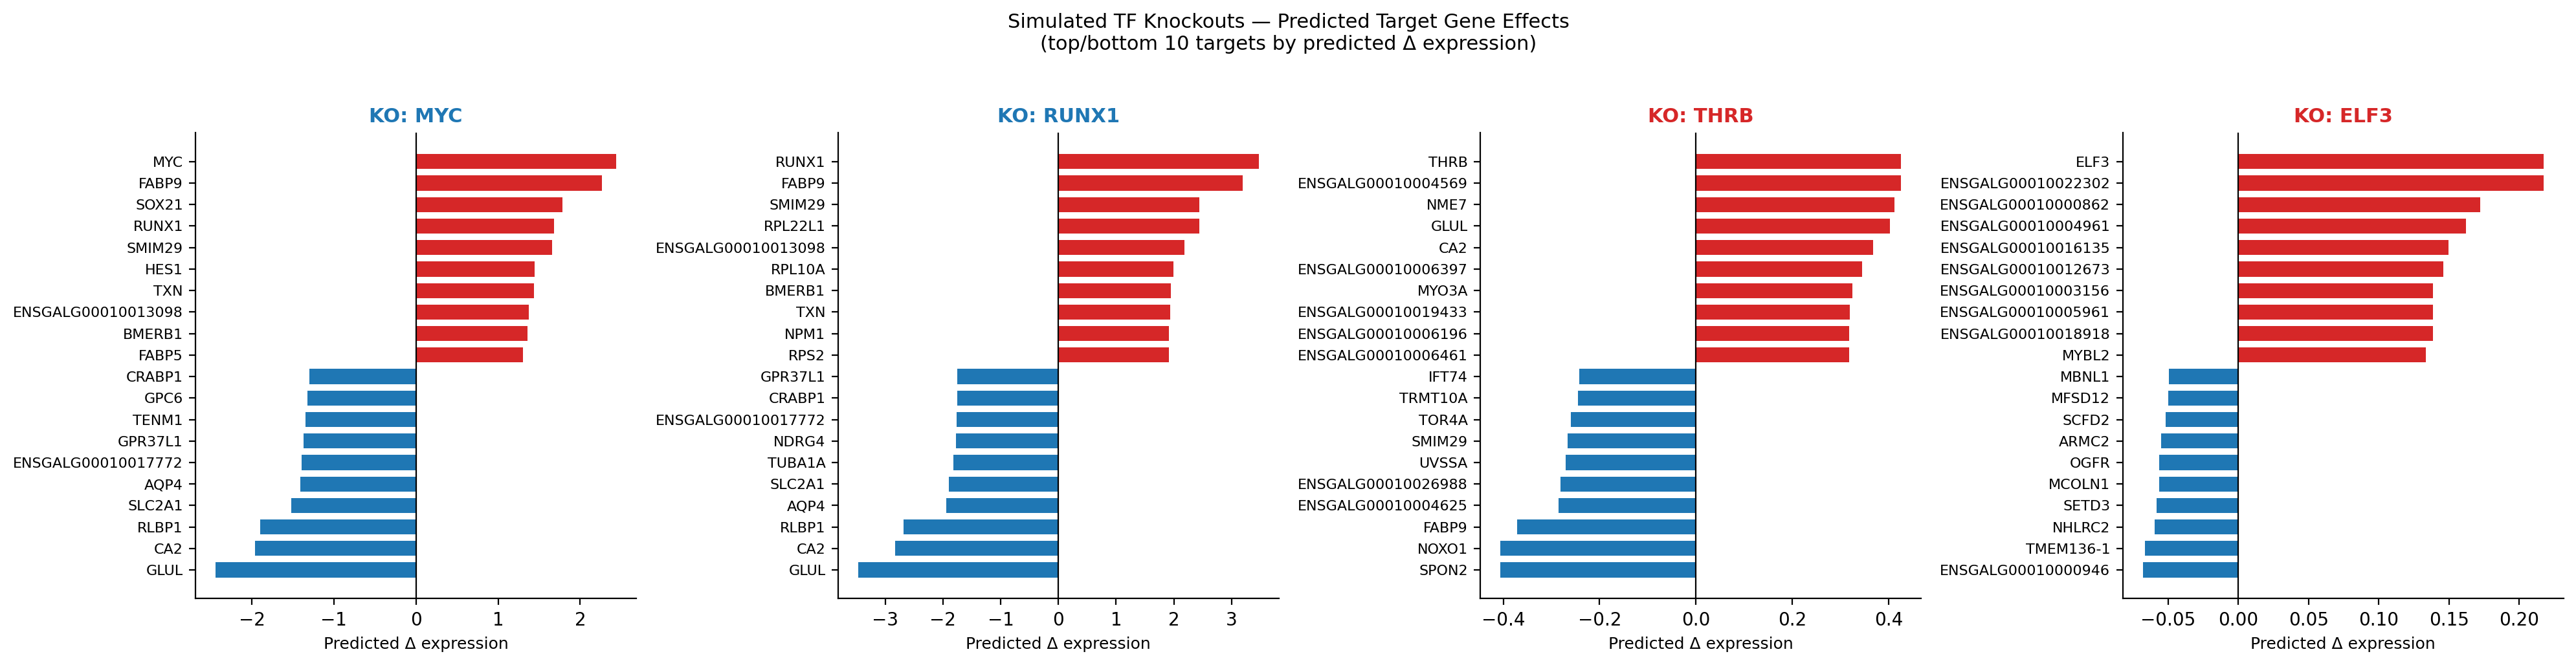 Simulated TF Knockouts — Predicted Target Gene Effects
(top/bottom 10 targets by predicted Δ expression)
KO: MYC
MYC
FABP9
SOX21
RUNX1
SMIM29
HES1
TXN
ENSGALG00010013098
BMERB1
FABP5
CRABP1
GPC6
TENM1
GPR37L1
ENSGALG00010017772
AQP4
SLC2A1
RLBP1
CA2
GLUL
−2 −1 0 1 2
Predicted Δ expression
KO: RUNX1
RUNX1
FABP9
SMIM29
RPL22L1
ENSGALG00010013098
RPL10A
BMERB1
TXN
NPM1
RPS2
GPR37L1
CRABP1
ENSGALG00010017772
NDRG4
TUBA1A
SLC2A1
AQP4
RLBP1
CA2
GLUL
−3 −2 −1 0 1 2 3
Predicted Δ expression
KO: THRB
THRB
ENSGALG00010004569
NME7
GLUL
CA2
ENSGALG00010006397
MYO3A
ENSGALG00010019433
ENSGALG00010006196
ENSGALG00010006461
IFT74
TRMT10A
TOR4A
SMIM29
UVSSA
ENSGALG00010026988
ENSGALG00010004625
FABP9
NOXO1
SPON2
−0.4 −0.2 0.0 0.2 0.4
Predicted Δ expression
KO: ELF3
ELF3
ENSGALG00010022302
ENSGALG00010000862
ENSGALG00010004961
ENSGALG00010016135
ENSGALG00010012673
ENSGALG00010003156
ENSGALG00010005961
ENSGALG00010018918
MYBL2
MBNL1
MFSD12
SCFD2
ARMC2
OGFR
MCOLN1
SETD3
NHLRC2
TMEM136-1
ENSGALG00010000946
−0.05 0.00 0.05 0.10 0.15 0.20
Predicted Δ expression